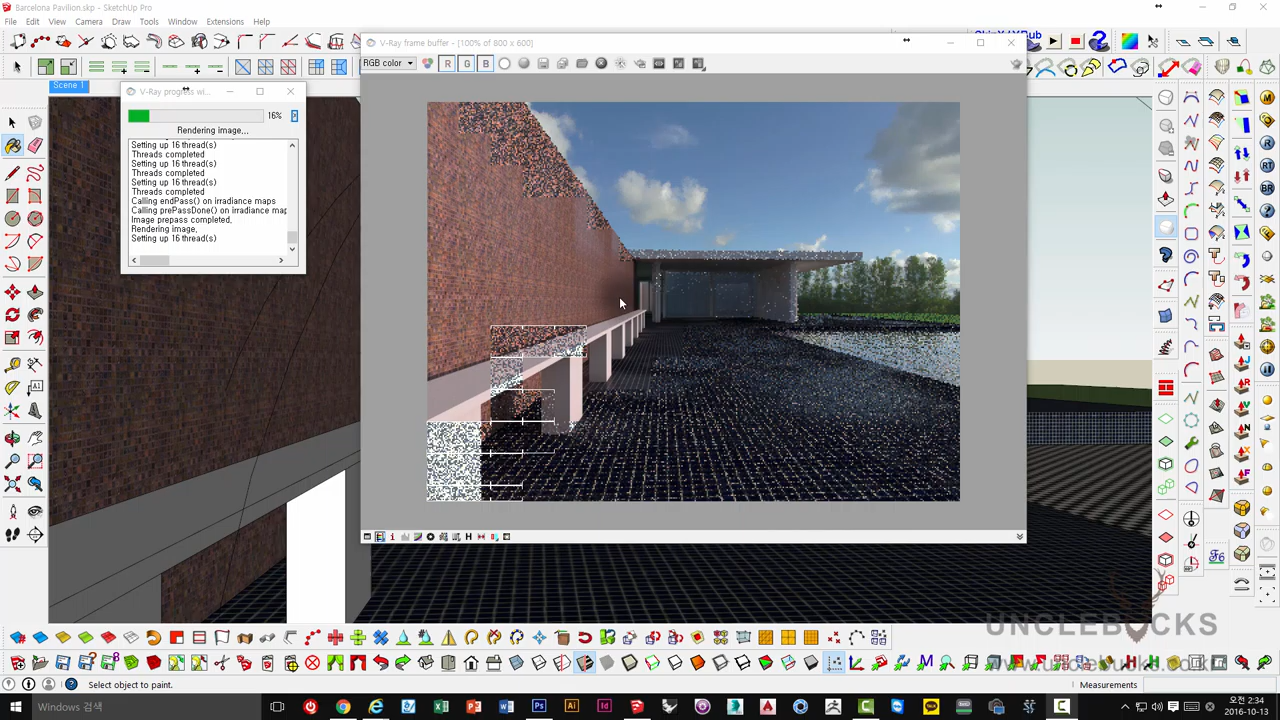 Barcelona Pavilion.skp - SketchUp Pro
File Edit View Camera Draw Tools Window Extensions Help
V-Ray frame buffer - [100% of 800 x 600]
RGB color
R G B
Scene 1
V-Ray progress wi...
16%
Rendering image...
Setting up 16 thread(s)
Threads completed
Setting up 16 thread(s)
Threads completed
Setting up 16 thread(s)
Threads completed
Calling endPass() on irradiance maps
Calling prePassDone() on irradiance map
Image prepass completed.
Rendering image.
Setting up 16 thread(s)
UNCLEBUCKS
Select object to paint.
Measurements
Windows 검색
오전 2:34
2016-10-13